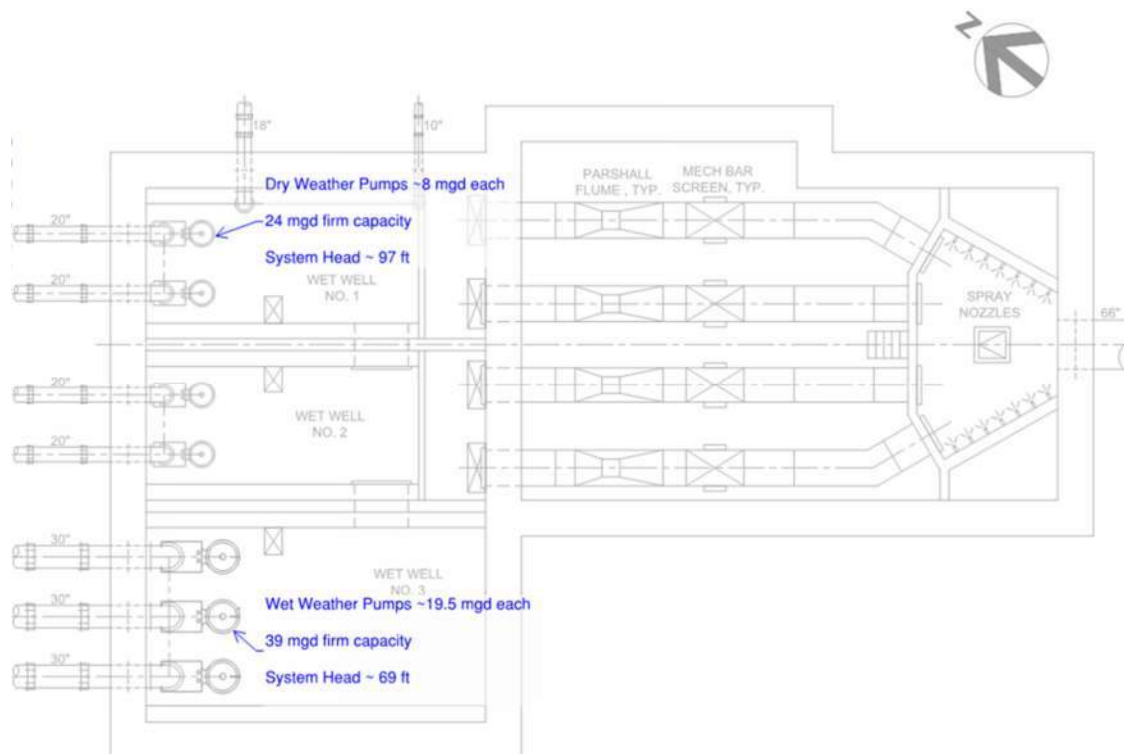 Z
18"
10"
Dry Weather Pumps ~8 mgd each
24 mgd firm capacity
System Head ~ 97 ft
PARSHALL
FLUME , TYP.
MECH BAR
SCREEN, TYP.
20"
20"
WET WELL
NO. 1
SPRAY
NOZZLES
66"
20"
WET WELL
NO. 2
20"
30"
WET WELL
NO. 3
30"
Wet Weather Pumps ~19.5 mgd each
39 mgd firm capacity
30"
System Head ~ 69 ft